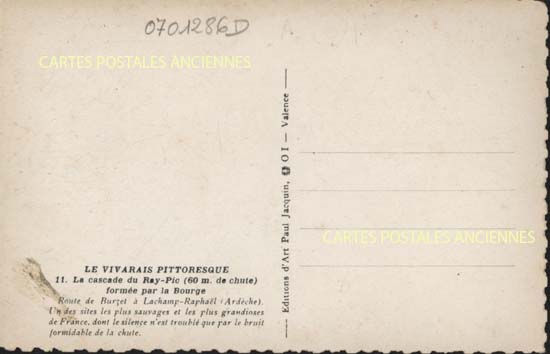 0701286D
CARTES POSTALES ANCIENNES
LE VIVARAIS PITTORESQUE
11. La cascade du Ray-Pic (60 m. de chute)
formée par la Bourge
Route de Burzet à Lachamp-Raphaël (Ardèche).
Un des sites les plus sauvages et les plus grandioses
de France, dont le silence n'est troublé que par le bruit
formidable de la chute.
Editions d'Art Paul Jacquin, OI — Valence —
CARTES POSTALES ANCIENNES